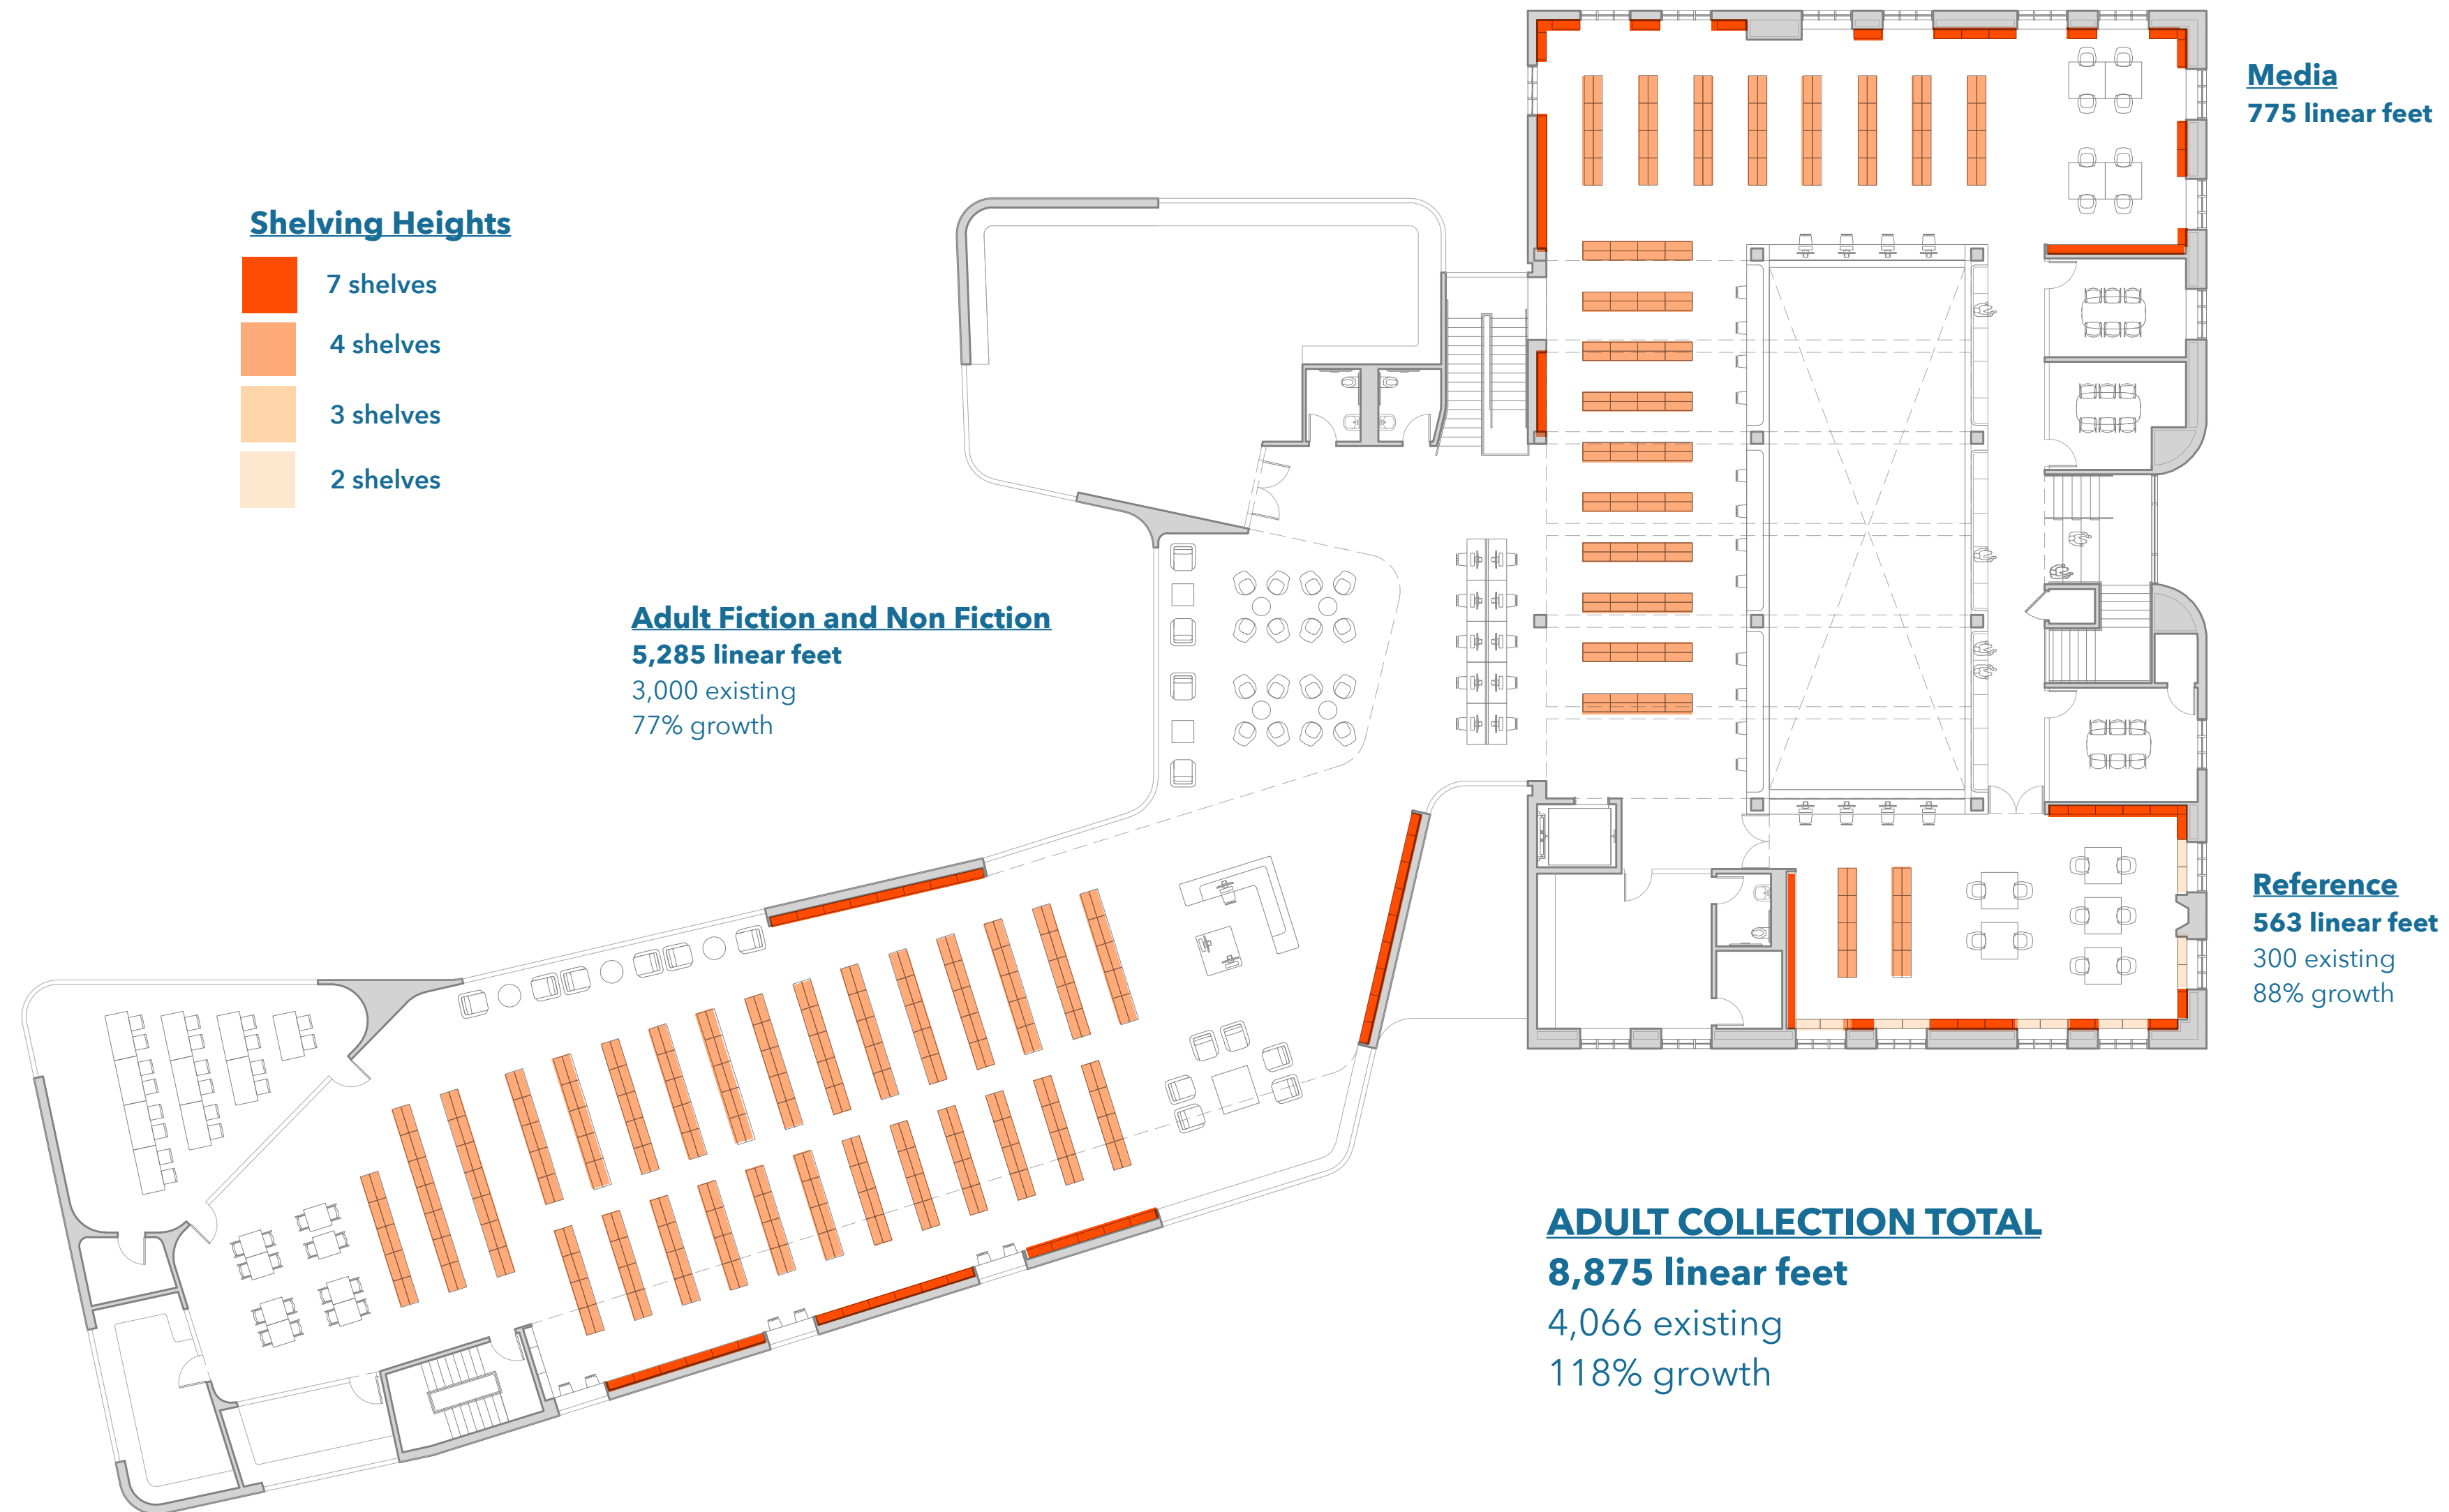 Shelving Heights
7 shelves
4 shelves
3 shelves
2 shelves
Adult Fiction and Non Fiction
5,285 linear feet
3,000 existing
77% growth
Media
775 linear feet
Reference
563 linear feet
300 existing
88% growth
ADULT COLLECTION TOTAL
8,875 linear feet
4,066 existing
118% growth